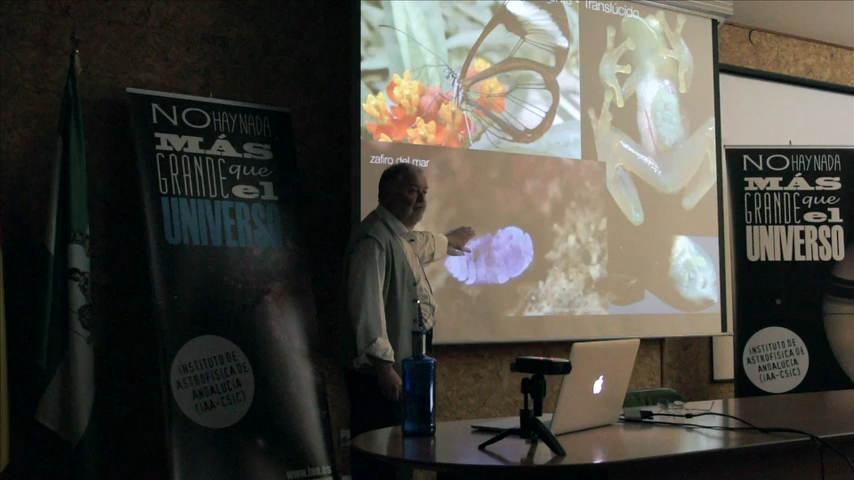 NO HAY NADA
MÁS
GRANDE que
el
UNIVERSO
INSTITUTO DE
ASTROFÍSICA DE
ANDALUCÍA
(IAA-CSIC)
Translúcido
zafiro del mar
NO HAY NADA
MÁS
GRANDE que
el
UNIVERSO
INSTITUTO DE
ASTROFÍSICA DE
ANDALUCÍA
(IAA-CSIC)